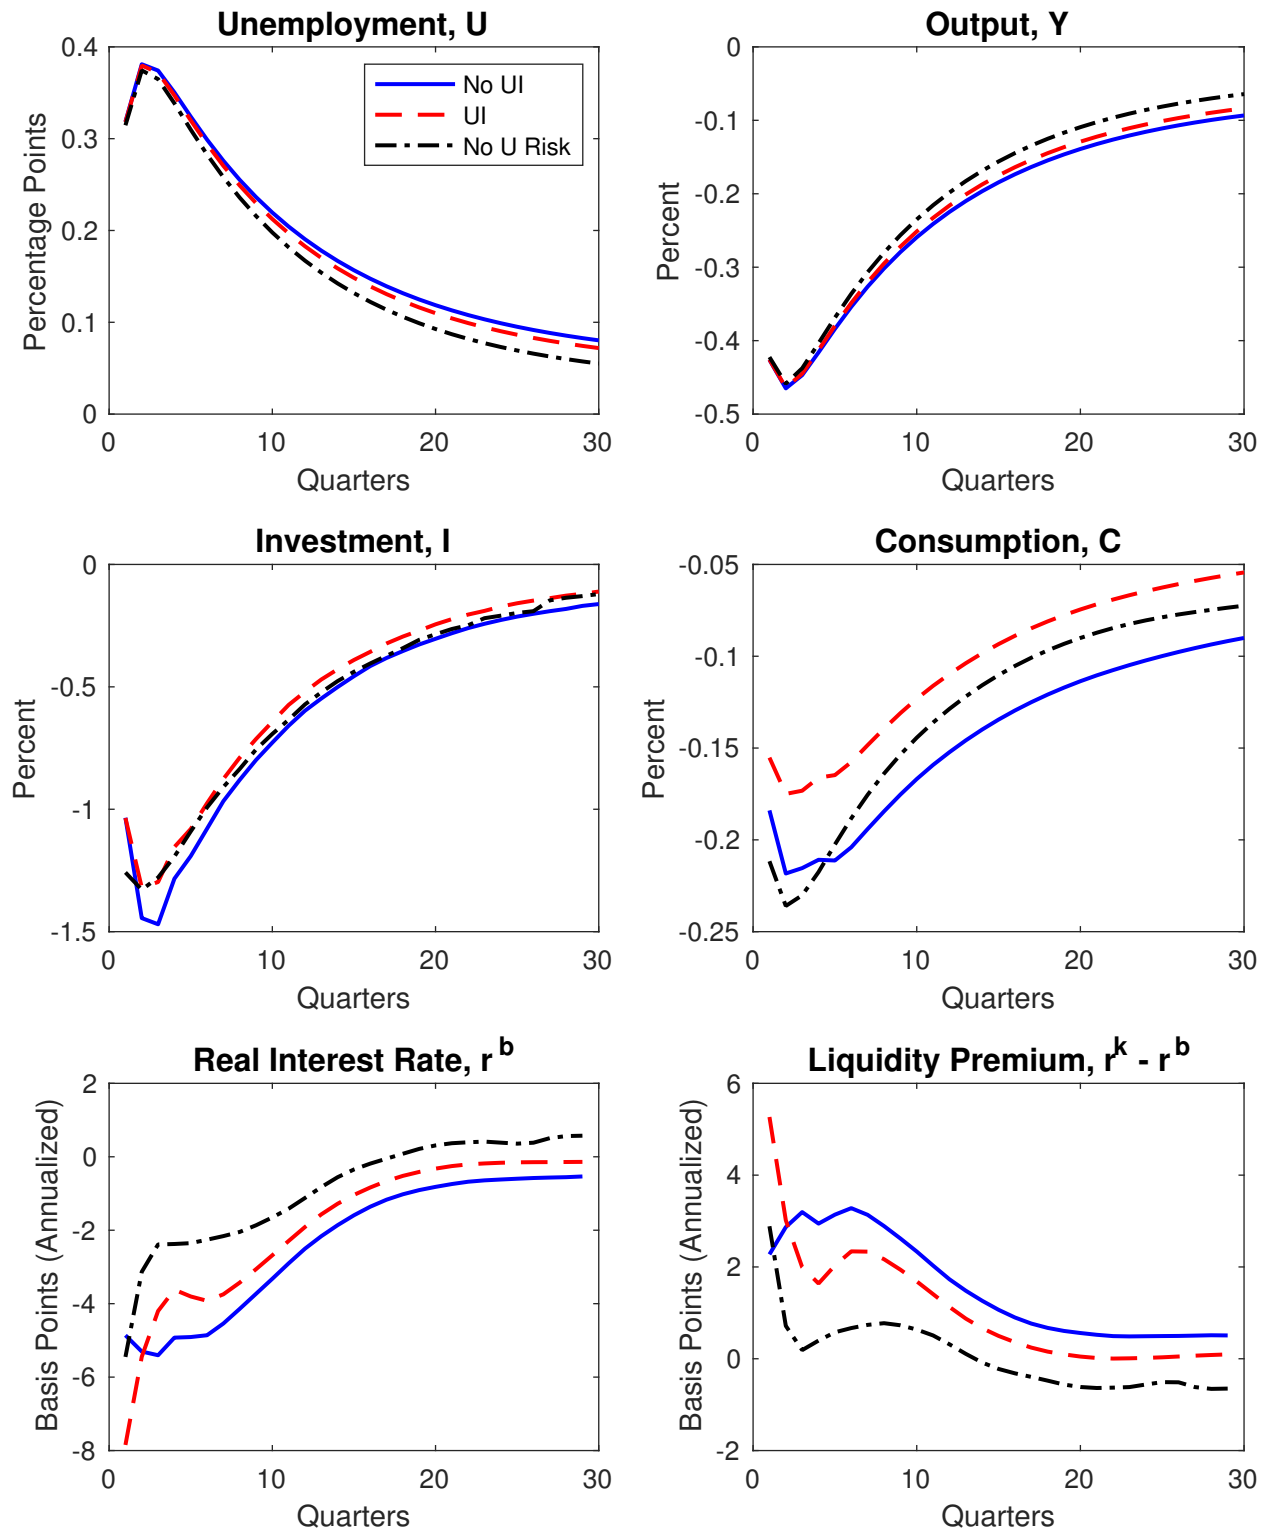 Unemployment, U
0.4
0.3
0.2
0.1
0
0
10
20
30
Percentage Points
Quarters
No UI
UI
No U Risk
Output, Y
0
-0.1
-0.2
-0.3
-0.4
-0.5
0
10
20
30
Percent
Quarters
Investment, I
0
-0.5
-1
-1.5
0
10
20
30
Percent
Quarters
Consumption, C
-0.05
-0.1
-0.15
-0.2
-0.25
0
10
20
30
Percent
Quarters
Real Interest Rate, r^b
2
0
-2
-4
-6
-8
0
10
20
30
Basis Points (Annualized)
Quarters
Liquidity Premium, r^k - r^b
6
4
2
0
-2
0
10
20
30
Basis Points (Annualized)
Quarters